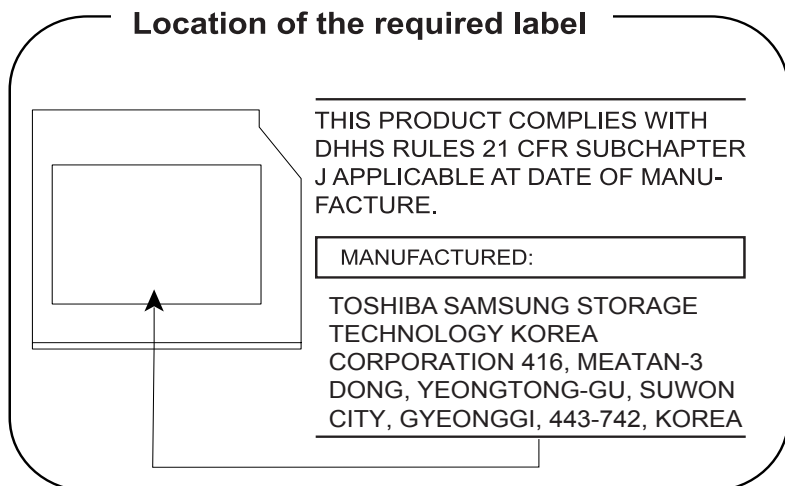 Location of the required label
THIS PRODUCT COMPLIES WITH
DHHS RULES 21 CFR SUBCHAPTER
J APPLICABLE AT DATE OF MANU-
FACTURE.
MANUFACTURED:
TOSHIBA SAMSUNG STORAGE
TECHNOLOGY KOREA
CORPORATION 416, MEATAN-3
DONG, YEONGTONG-GU, SUWON
CITY, GYEONGGI, 443-742, KOREA